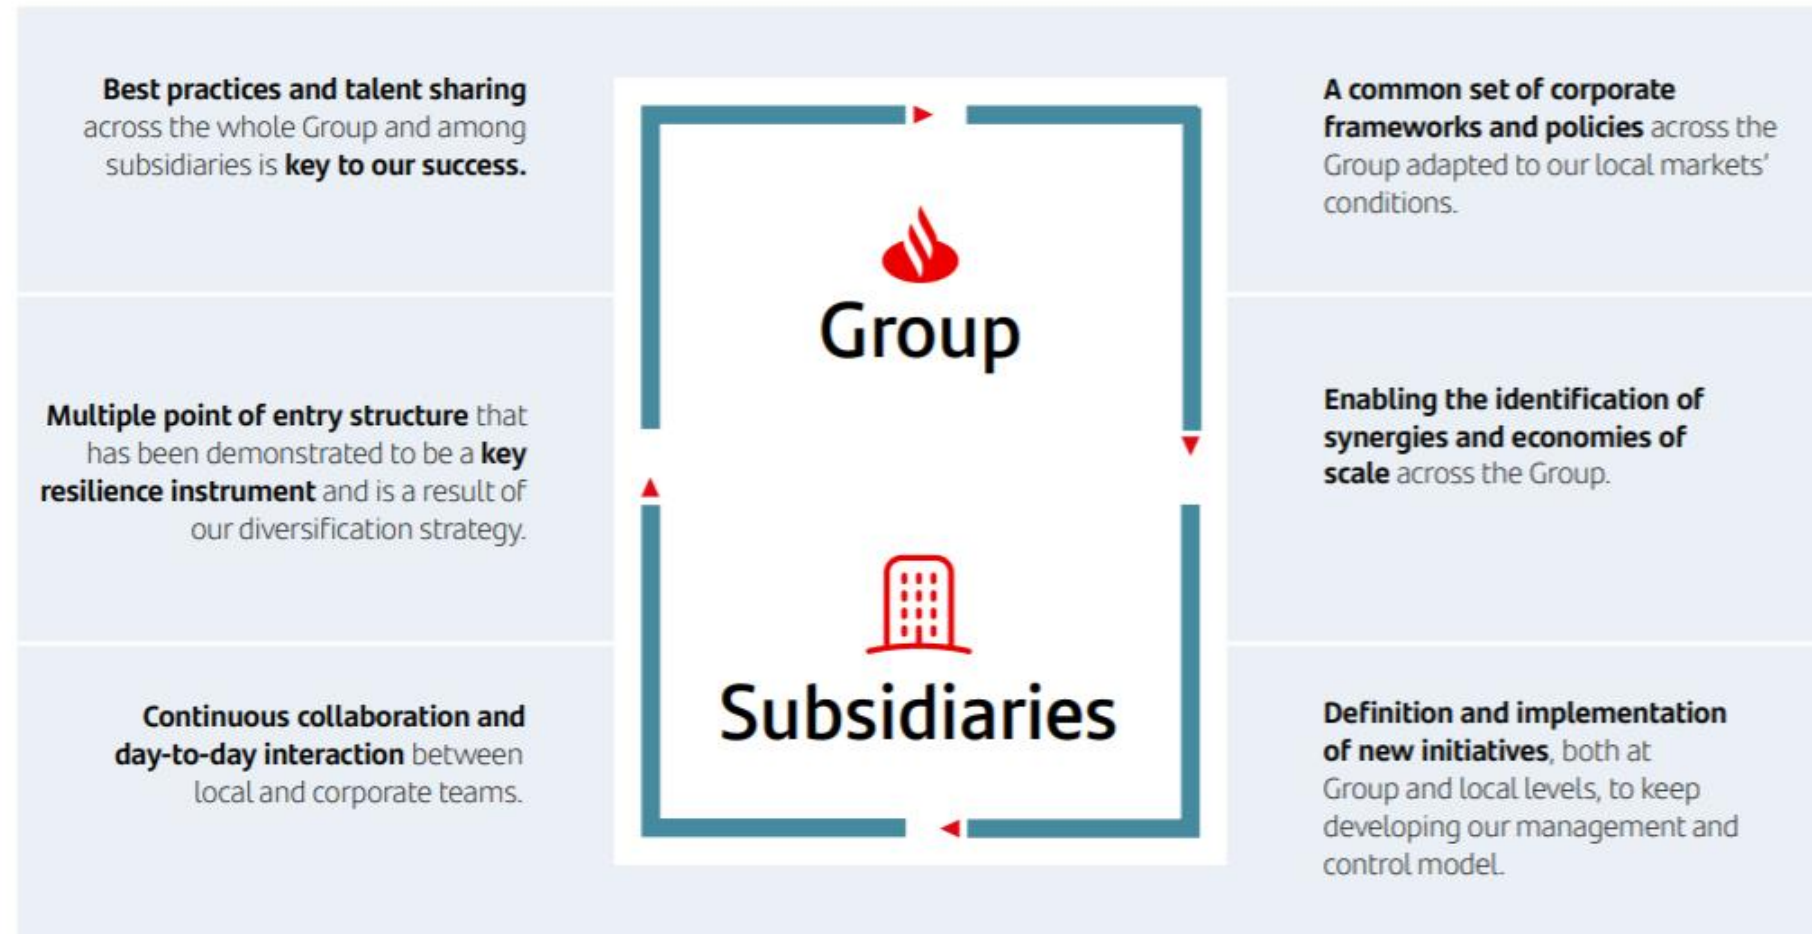 Best practices and talent sharing
across the whole Group and among
subsidiaries is key to our success.
Multiple point of entry structure that
has been demonstrated to be a key
resilience instrument and is a result of
our diversification strategy.
Continuous collaboration and
day-to-day interaction between
local and corporate teams.
Group
Subsidiaries
A common set of corporate
frameworks and policies across the
Group adapted to our local markets’
conditions.
Enabling the identification of
synergies and economies of
scale across the Group.
Definition and implementation
of new initiatives, both at
Group and local levels, to keep
developing our management and
control model.